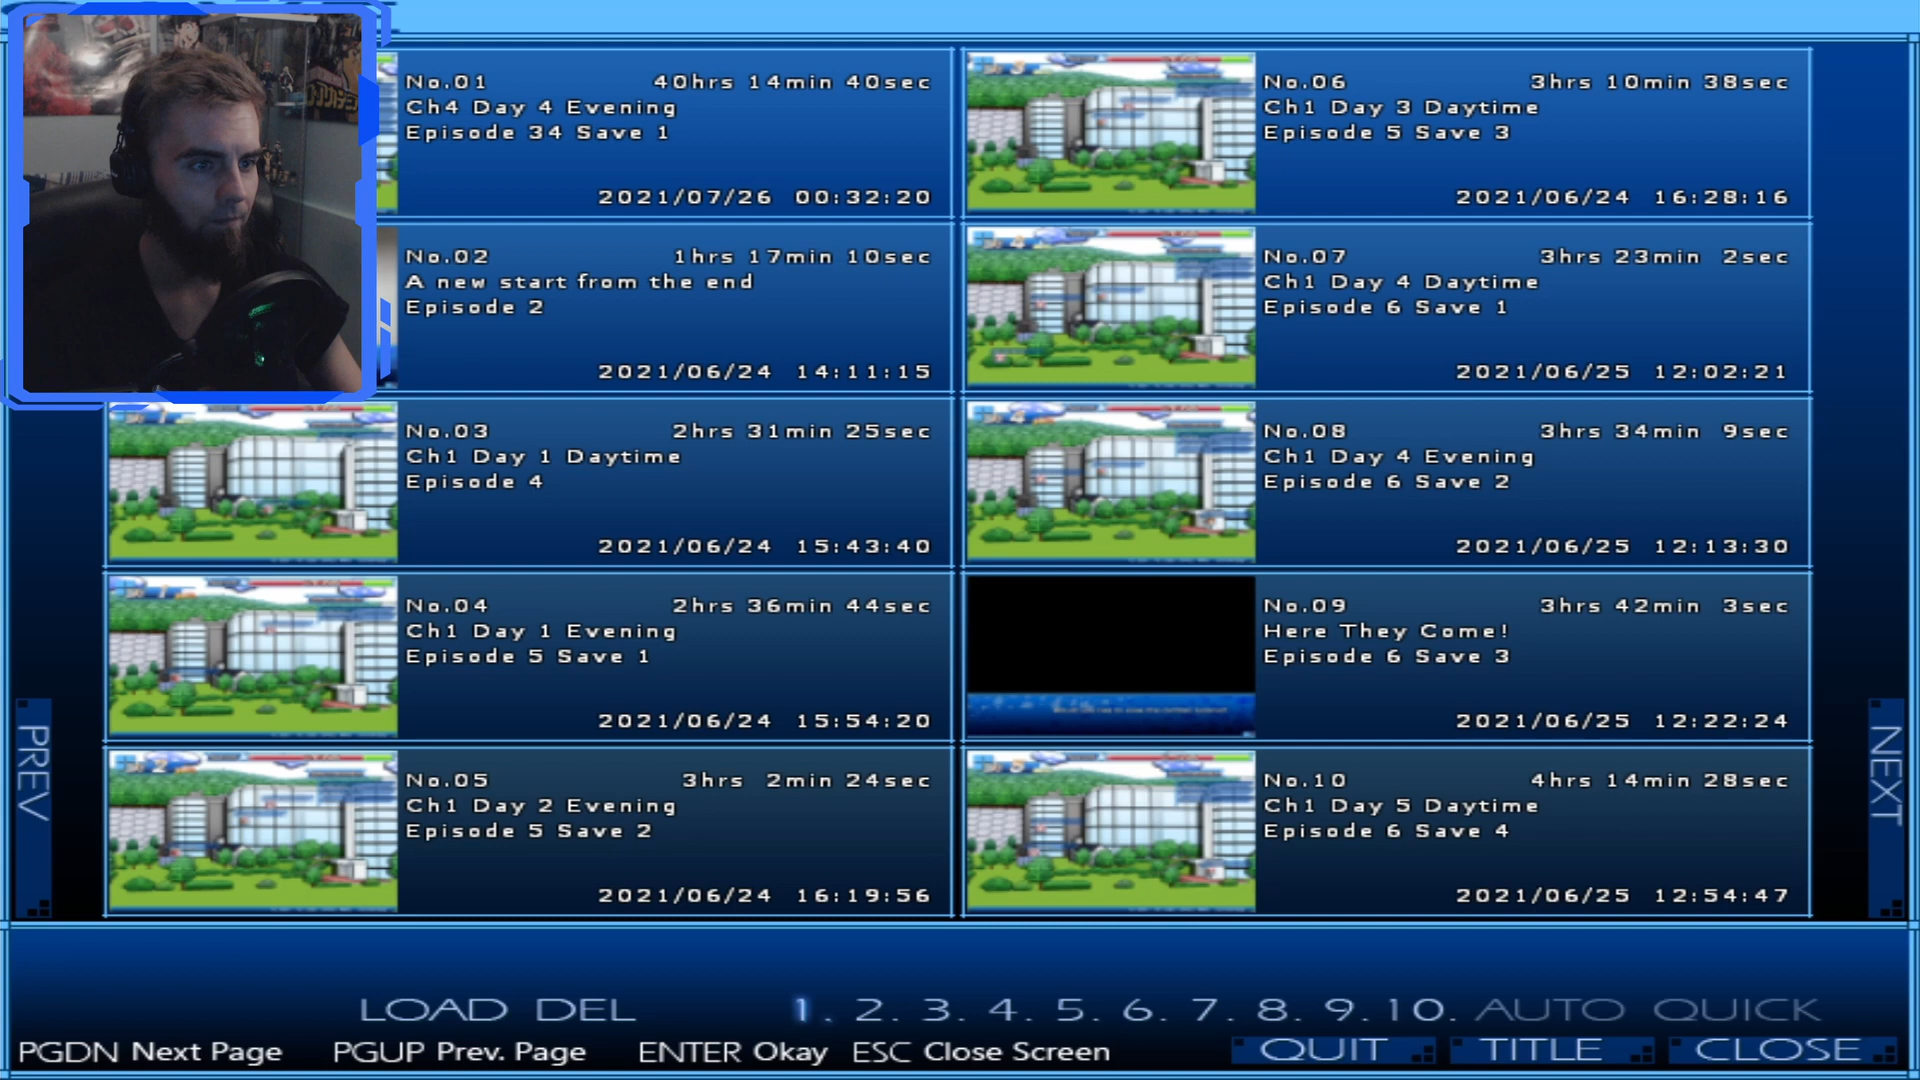 No.01 40hrs 14min 40sec
Ch4 Day 4 Evening
Episode 34 Save 1
2021/07/26 00:32:20
No.02 1hrs 17min 10sec
A new start from the end
Episode 2
2021/06/24 14:11:15
No.03 2hrs 31min 25sec
Ch1 Day 1 Daytime
Episode 4
2021/06/24 15:43:40
No.04 2hrs 36min 44sec
Ch1 Day 1 Evening
Episode 5 Save 1
2021/06/24 15:54:20
No.05 3hrs 2min 24sec
Ch1 Day 2 Evening
Episode 5 Save 2
2021/06/24 16:19:56
No.06 3hrs 10min 38sec
Ch1 Day 3 Daytime
Episode 5 Save 3
2021/06/24 16:28:16
No.07 3hrs 23min 2sec
Ch1 Day 4 Daytime
Episode 6 Save 1
2021/06/25 12:02:21
No.08 3hrs 34min 9sec
Ch1 Day 4 Evening
Episode 6 Save 2
2021/06/25 12:13:30
No.09 3hrs 42min 3sec
Here They Come!
Episode 6 Save 3
2021/06/25 12:22:24
No.10 4hrs 14min 28sec
Ch1 Day 5 Daytime
Episode 6 Save 4
2021/06/25 12:54:47
PREV
NEXT
LOAD DEL 1. 2. 3. 4. 5. 6. 7. 8. 9. 10. AUTO QUICK
PGDN Next Page PGUP Prev. Page ENTER Okay ESC Close Screen QUIT TITLE CLOSE